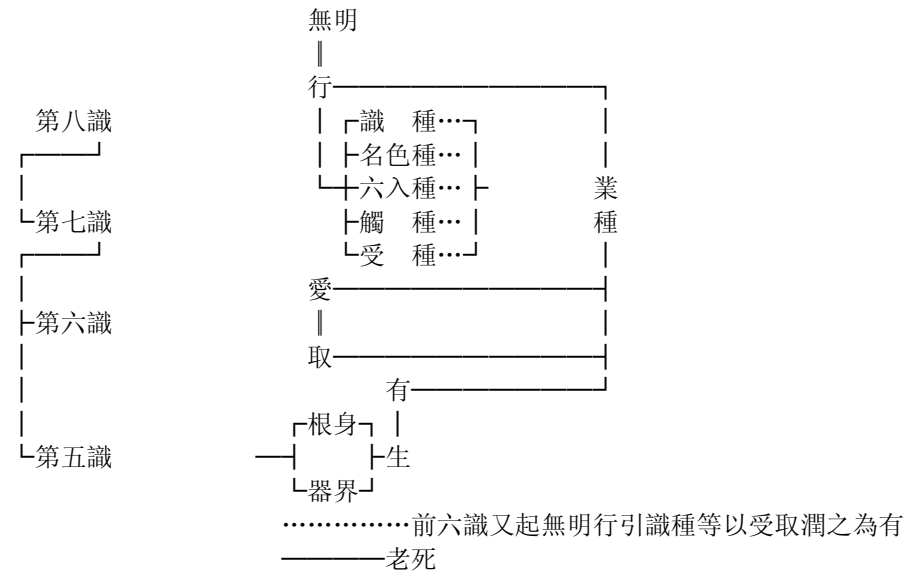 無明
行
第八識 識 種…
名色種…
六入種… 業
第七識 觸 種… 種
受 種…
愛
第六識
取
有
根身
第五識 生
器界
……………前六識又起無明行引識種等以受取潤之為有
老死